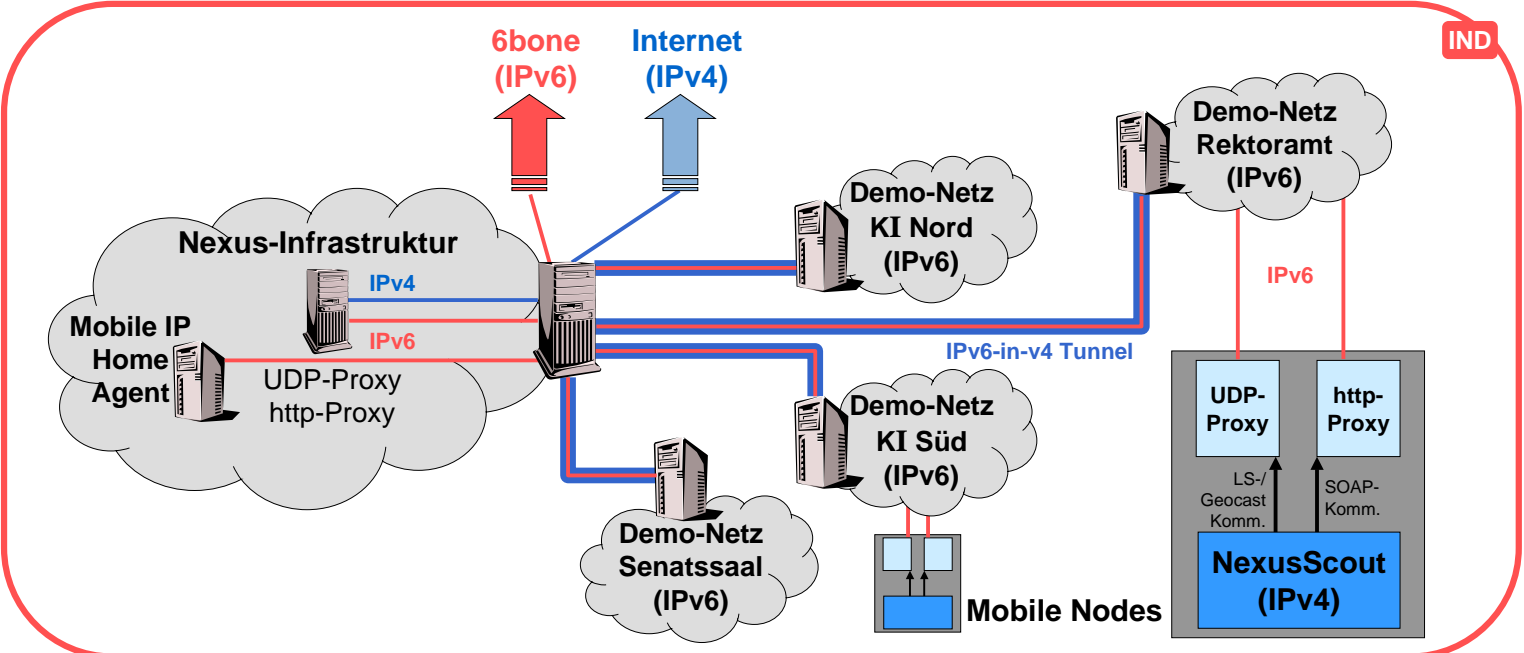 6bone
(IPv6)
Internet
(IPv4)
IND
Demo-Netz
Rektoramt
(IPv6)
Demo-Netz
KI Nord
(IPv6)
Nexus-Infrastruktur
IPv4
IPv6
Mobile IP
Home
Agent
UDP-Proxy
http-Proxy
IPv6
IPv6-in-v4 Tunnel
Demo-Netz
KI Süd
(IPv6)
Demo-Netz
Senatssaal
(IPv6)
Mobile Nodes
UDP-
Proxy
http-
Proxy
LS-/
Geocast
Komm.
SOAP-
Komm.
NexusScout
(IPv4)